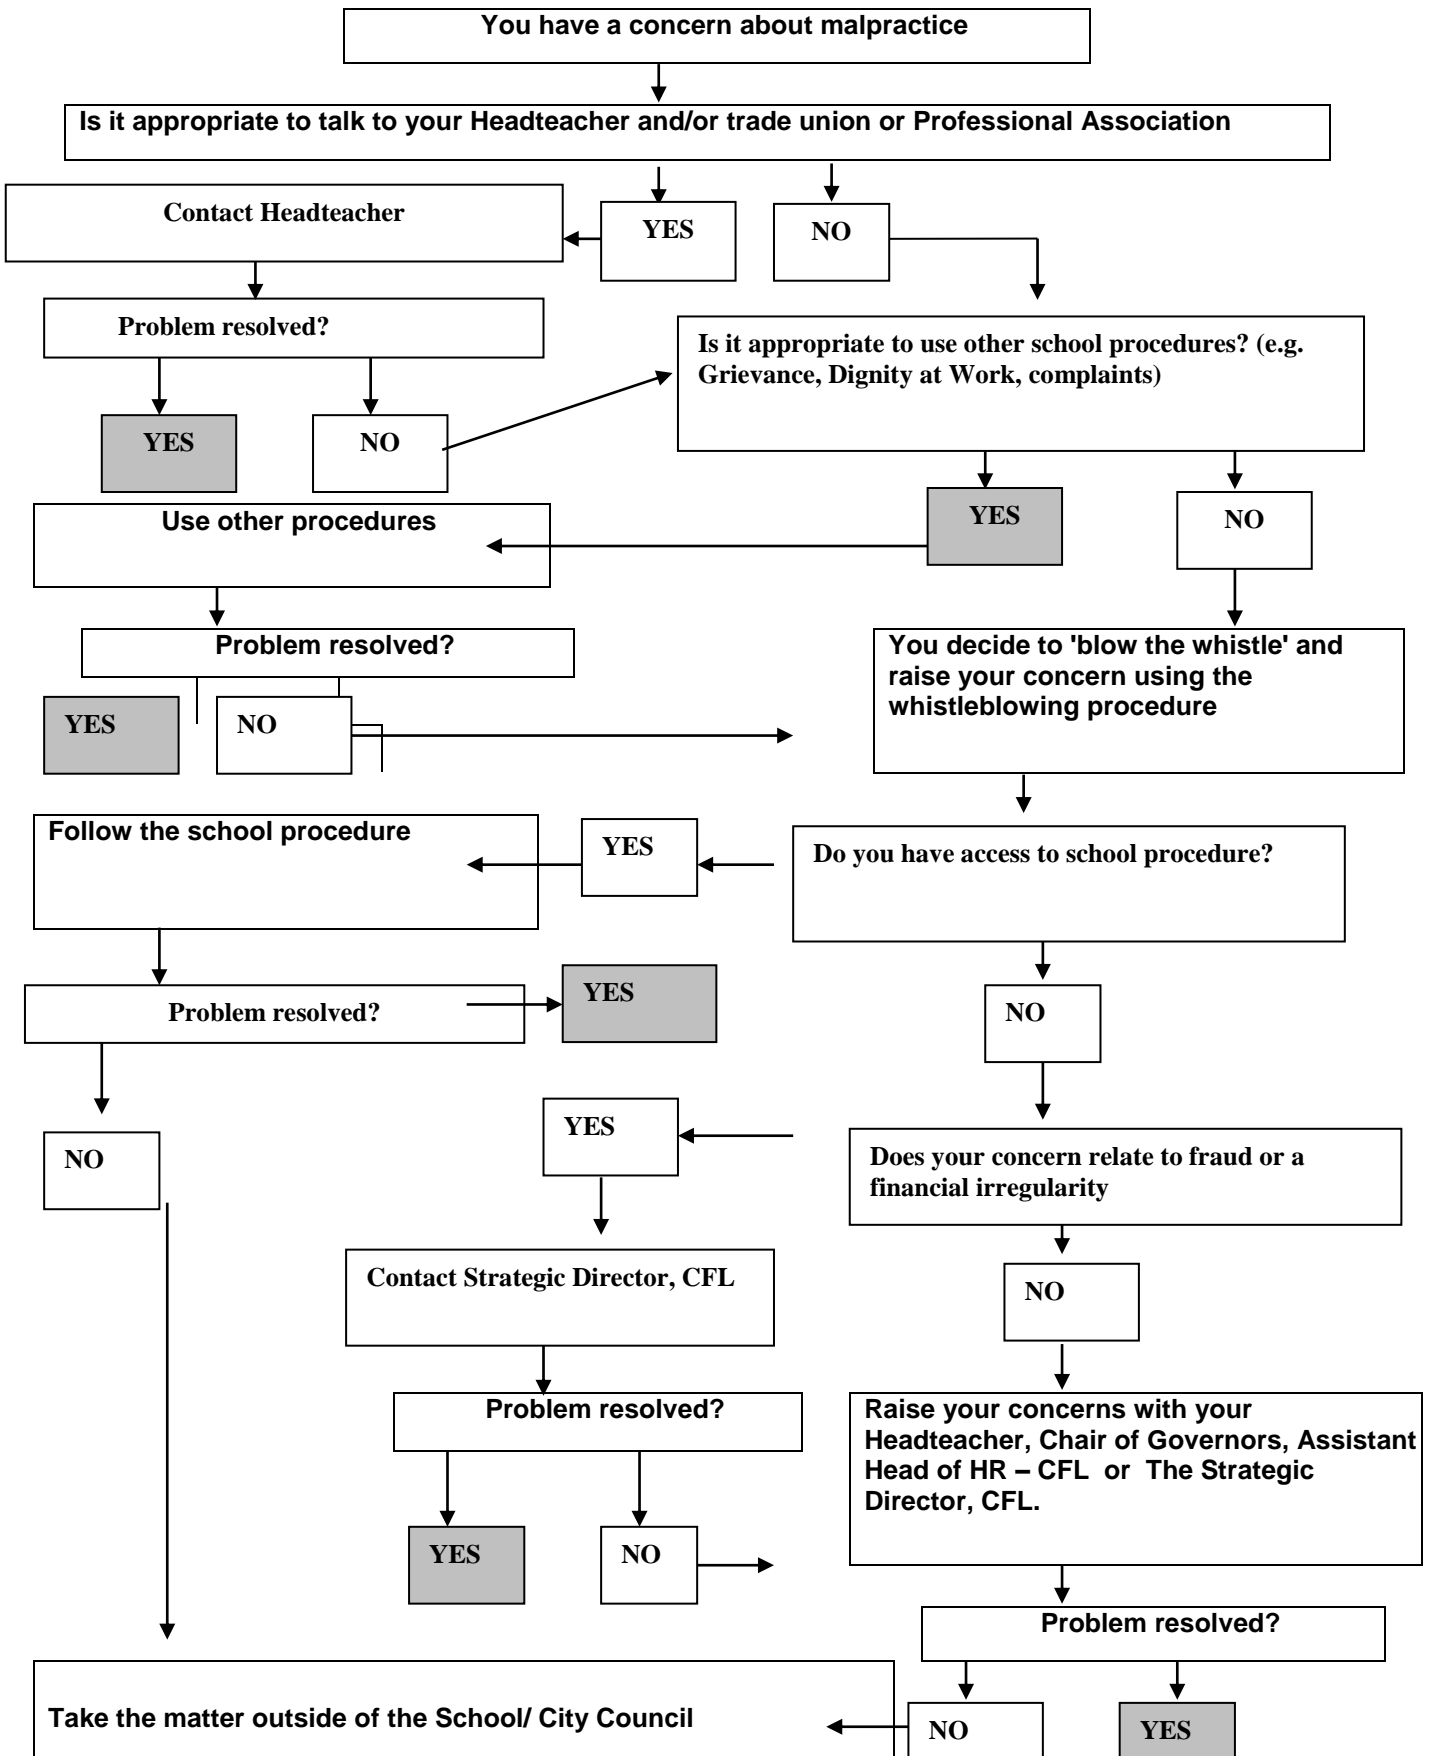 You have a concern about malpractice
Is it appropriate to talk to your Headteacher and/or trade union or Professional Association
Contact Headteacher
YES
NO
Problem resolved?
Is it appropriate to use other school procedures? (e.g.
Grievance, Dignity at Work, complaints)
YES
NO
YES
NO
Use other procedures
Problem resolved?
You decide to 'blow the whistle' and
raise your concern using the
whistleblowing procedure
YES
NO
Follow the school procedure
YES
Do you have access to school procedure?
Problem resolved?
YES
NO
NO
YES
Does your concern relate to fraud or a
financial irregularity
Contact Strategic Director, CFL
NO
Problem resolved?
Raise your concerns with your
Headteacher, Chair of Governors, Assistant
Head of HR – CFL or The Strategic
Director, CFL.
YES
NO
Problem resolved?
Take the matter outside of the School/ City Council
NO
YES